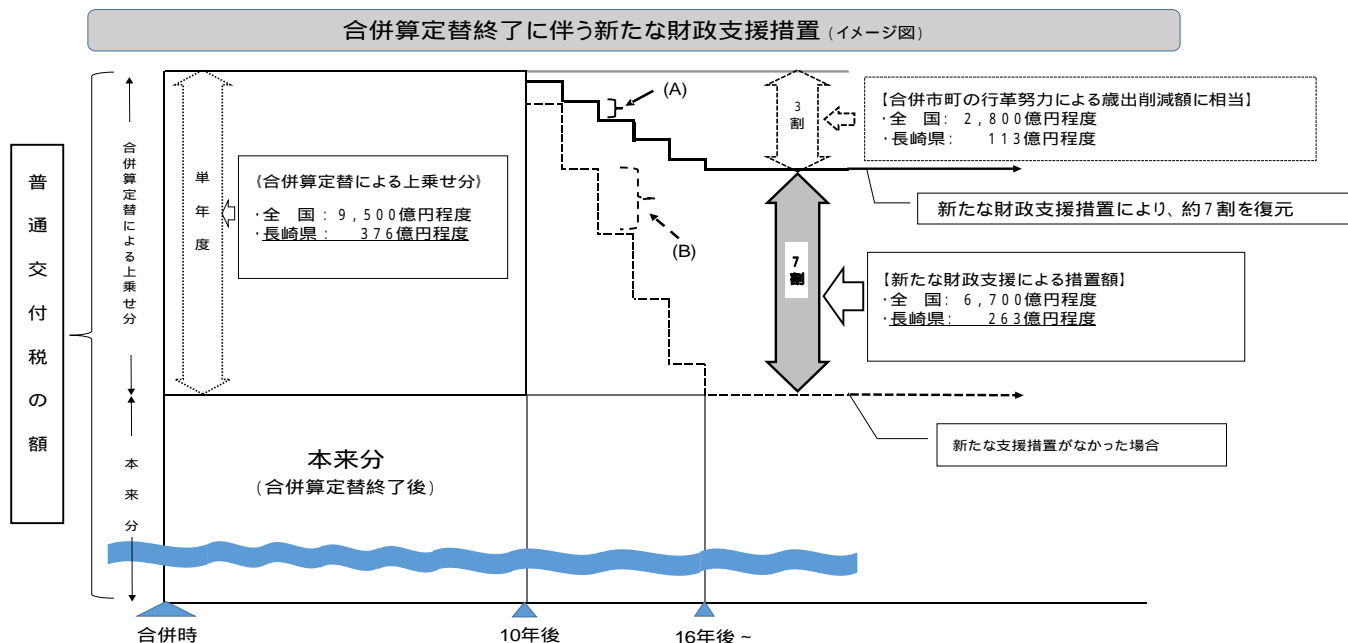 合併算定替終了に伴う新たな財政支援措置 (イメージ図)
普通交付税の額
合併算定替による上乗せ分
本来分
単年度
(合併算定替による上乗せ分)
・全　国: 9,500億円程度
・長崎県:　376億円程度
(A)
(B)
3割
【合併市町の行革努力による歳出削減額に相当】
・全　国: 2,800億円程度
・長崎県:　113億円程度
新たな財政支援措置により、約7割を復元
7割
【新たな財政支援による措置額】
・全　国: 6,700億円程度
・長崎県:　263億円程度
新たな支援措置がなかった場合
本来分
(合併算定替終了後)
合併時
10年後
16年後~